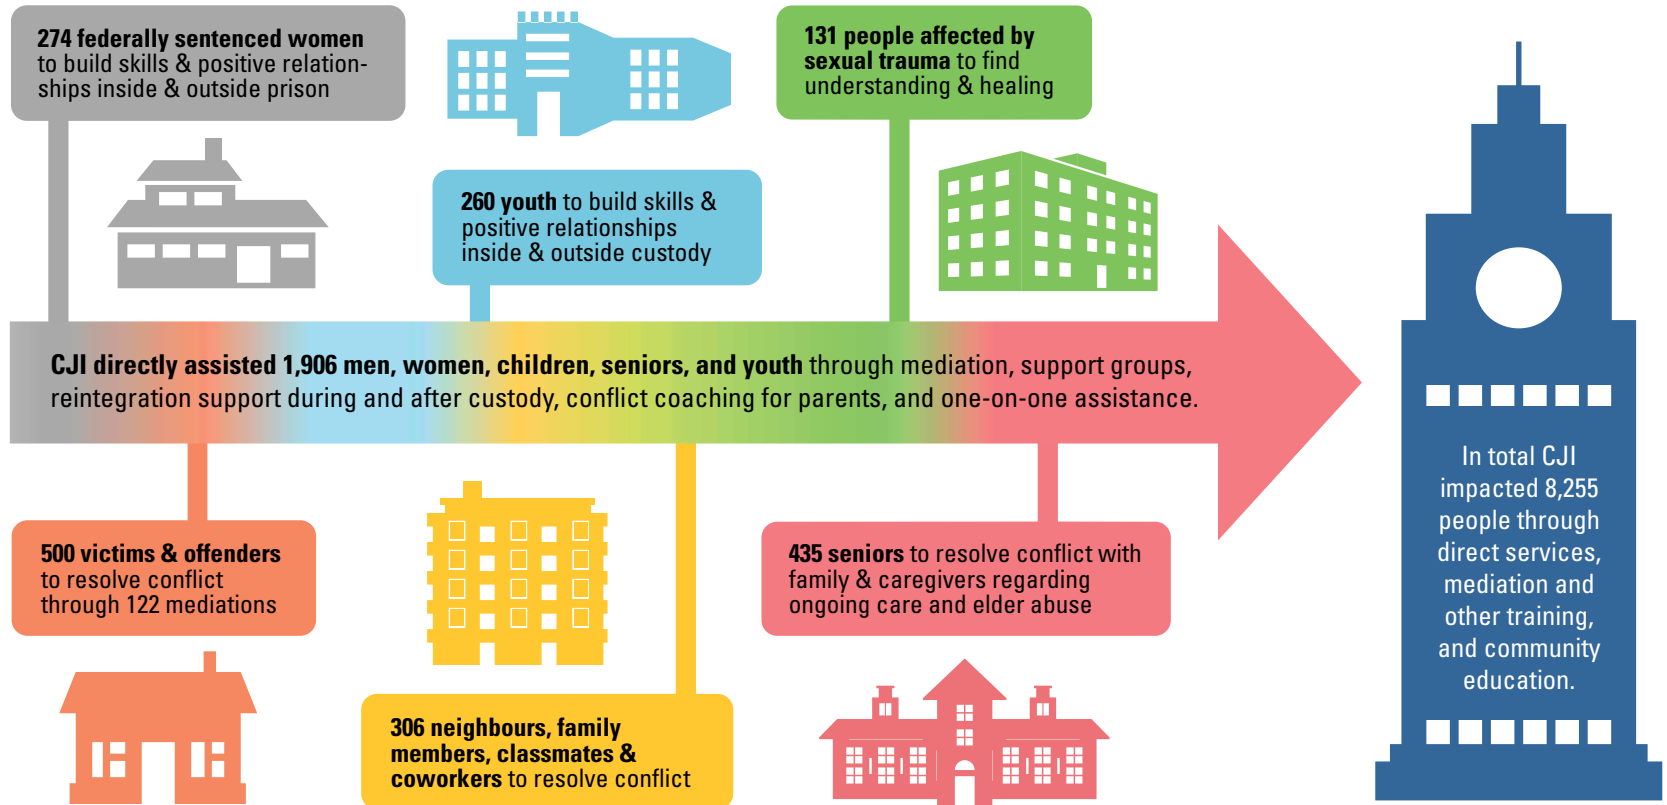 274 federally sentenced women
to build skills & positive relation-
ships inside & outside prison
131 people affected by
sexual trauma to find
understanding & healing
260 youth to build skills &
positive relationships
inside & outside custody
CJI directly assisted 1,906 men, women, children, seniors, and youth through mediation, support groups,
reintegration support during and after custody, conflict coaching for parents, and one-on-one assistance.
500 victims & offenders
to resolve conflict
through 122 mediations
306 neighbours, family
members, classmates &
coworkers to resolve conflict
435 seniors to resolve conflict with
family & caregivers regarding
ongoing care and elder abuse
In total CJI
impacted 8,255
people through
direct services,
mediation and
other training,
and community
education.